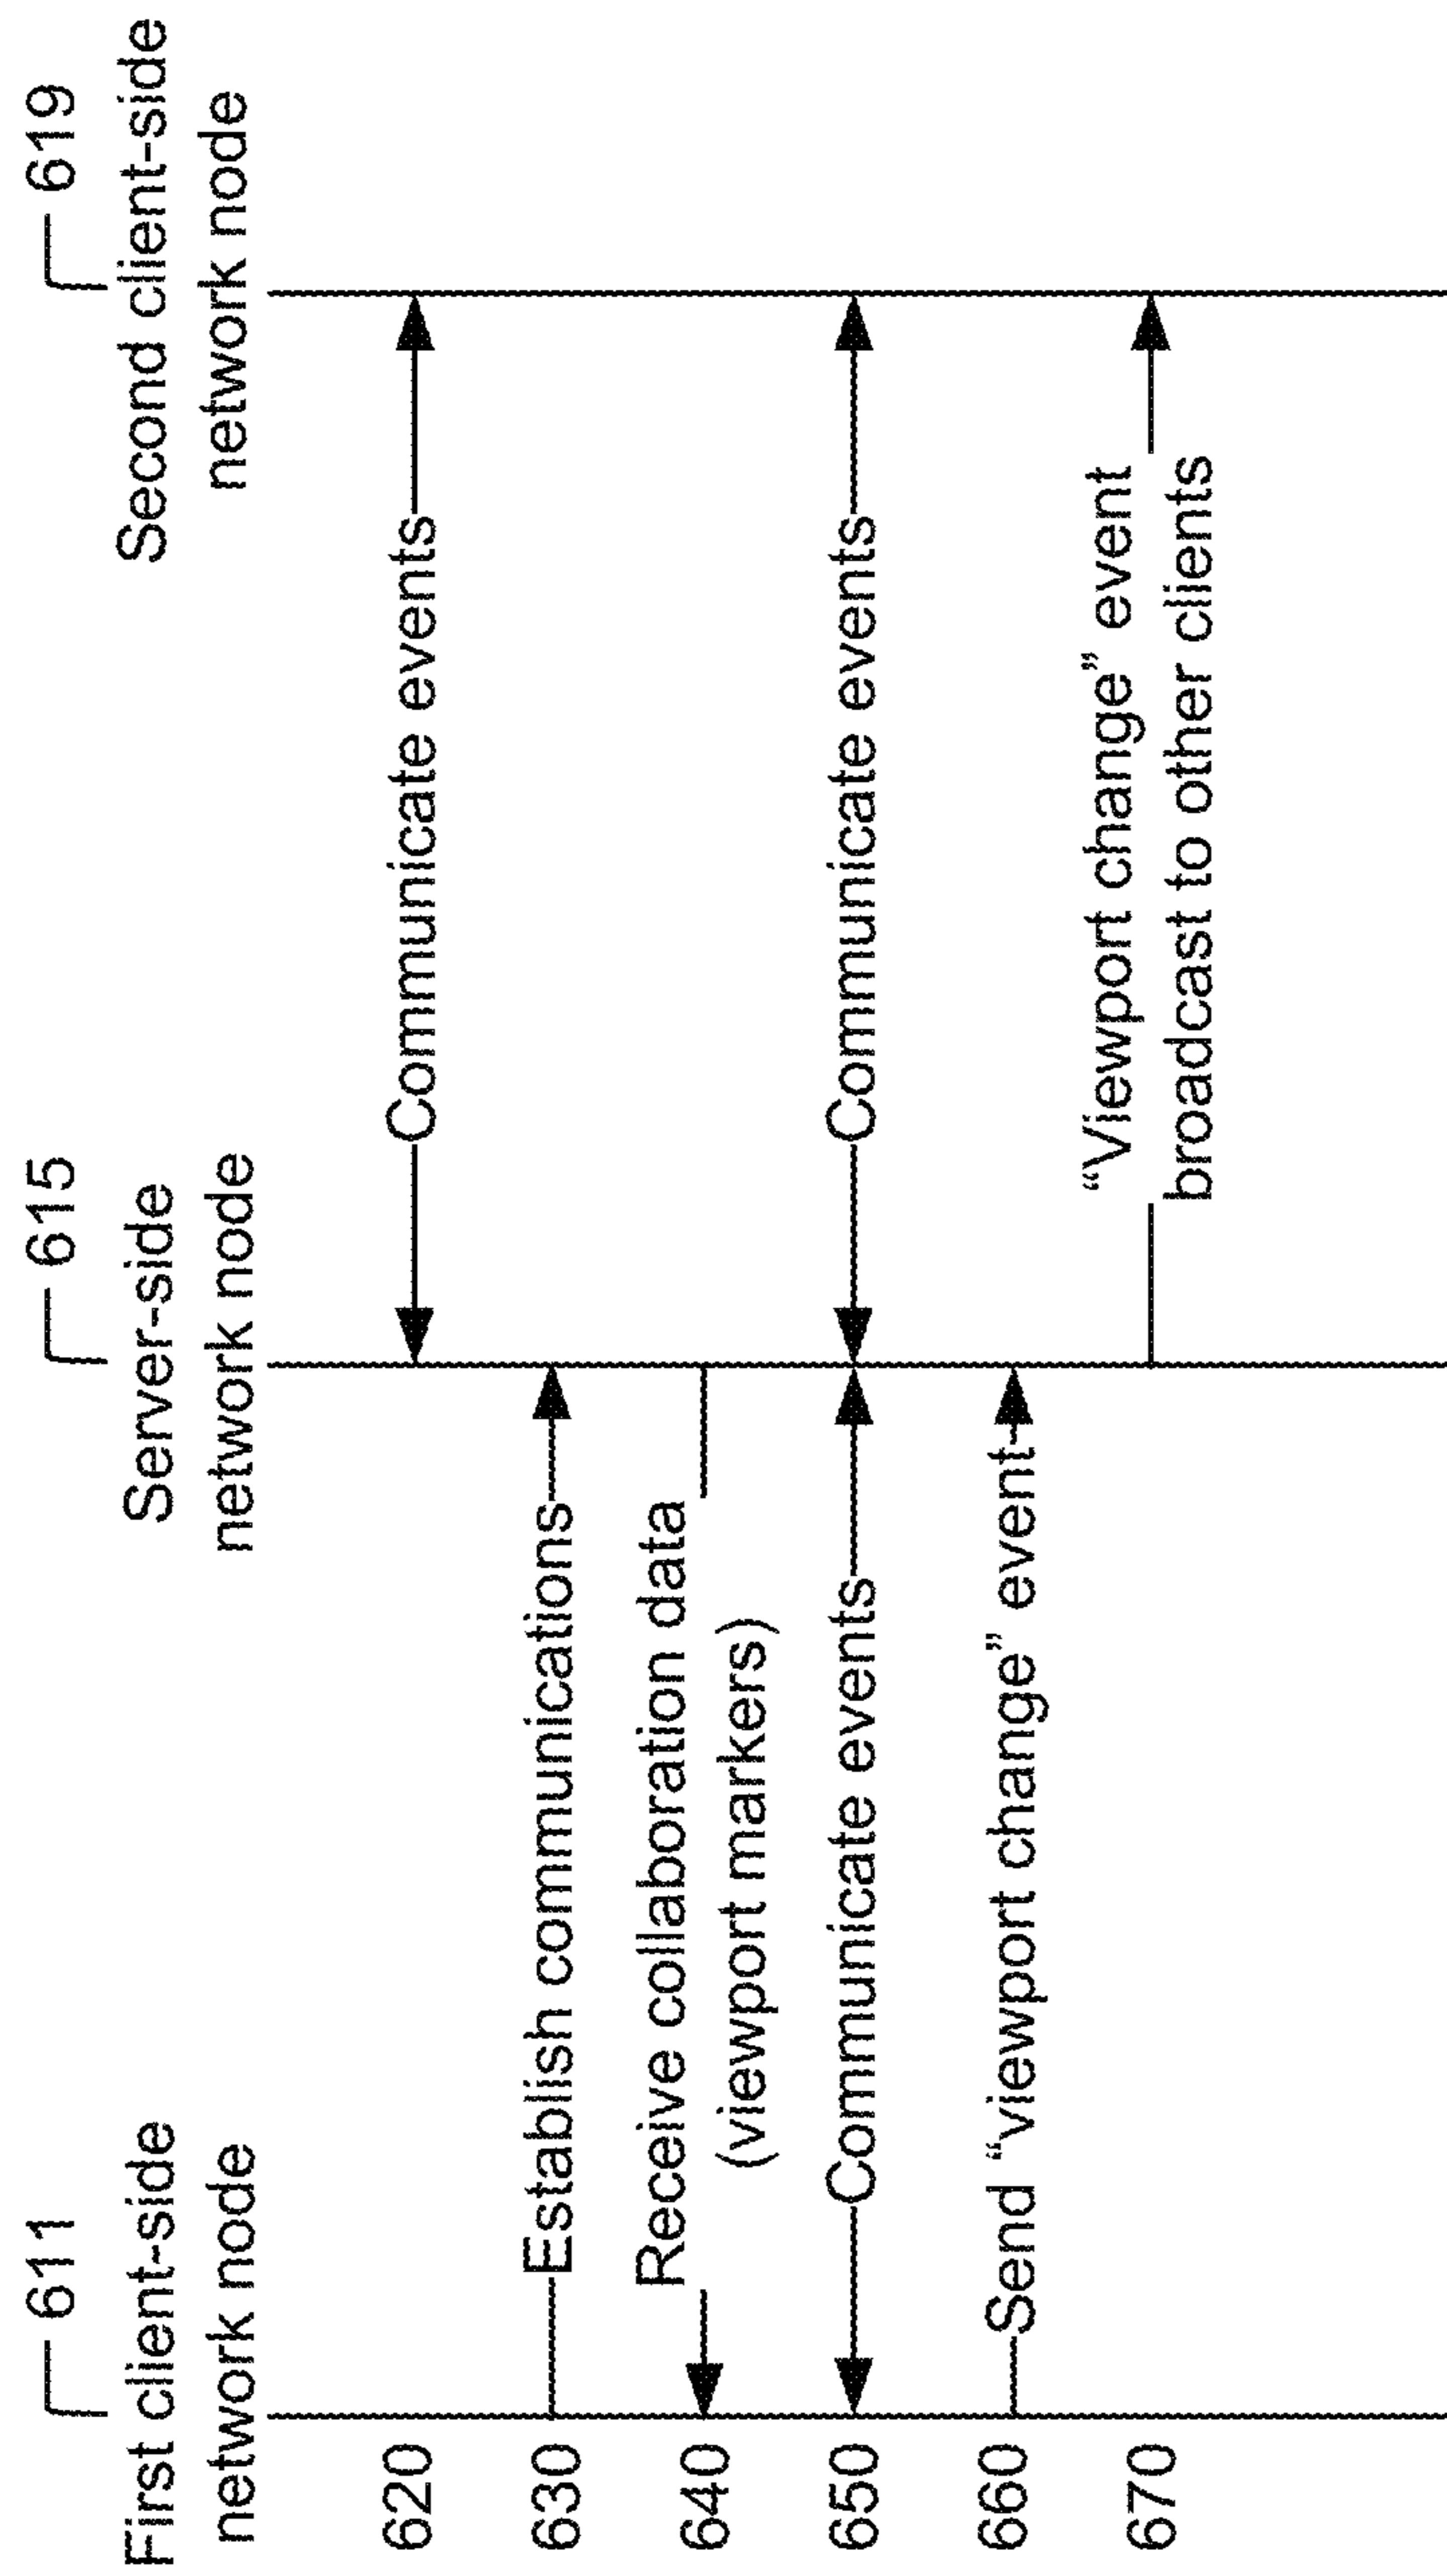 611
First client-side
network node
615
Server-side
network node
619
Second client-side
network node
620
Communicate events
630
Establish communications
640
Receive collaboration data
(viewport markers)
650
Communicate events
Communicate events
660
Send “viewport change” event
670
“Viewport change” event
broadcast to other clients